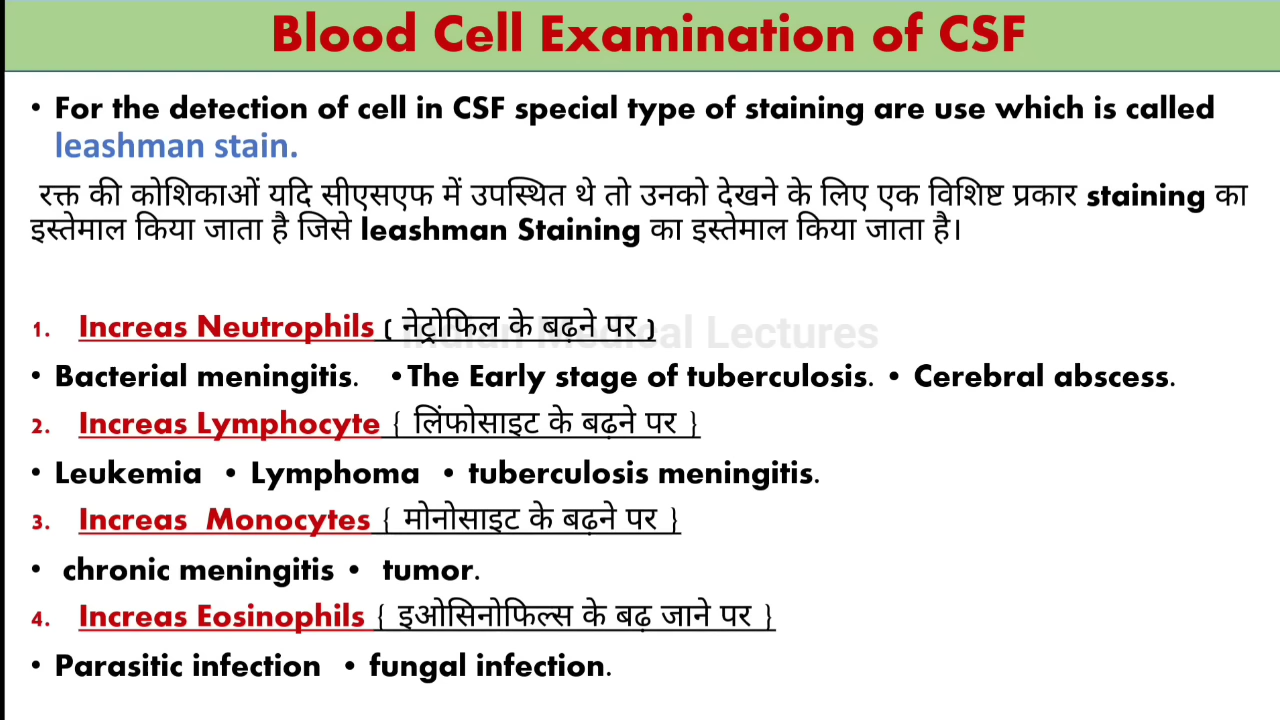 Blood Cell Examination of CSF
• For the detection of cell in CSF special type of staining are use which is called
leashman stain.
रक्त की कोशिकाओं यदि सीएसएफ में उपस्थित थे तो उनको देखने के लिए एक विशिष्ट प्रकार staining का
इस्तेमाल किया जाता है जिसे leashman Staining का इस्तेमाल किया जाता है।
1. Increas Neutrophils ( नेट्रोफिल के बढ़ने पर )
Indian Medical Lectures
• Bacterial meningitis. •The Early stage of tuberculosis. • Cerebral abscess.
2. Increas Lymphocyte { लिंफोसाइट के बढ़ने पर }
• Leukemia • Lymphoma • tuberculosis meningitis.
3. Increas Monocytes { मोनोसाइट के बढ़ने पर }
• chronic meningitis • tumor.
4. Increas Eosinophils { इओसिनोफिल्स के बढ़ जाने पर }
• Parasitic infection • fungal infection.